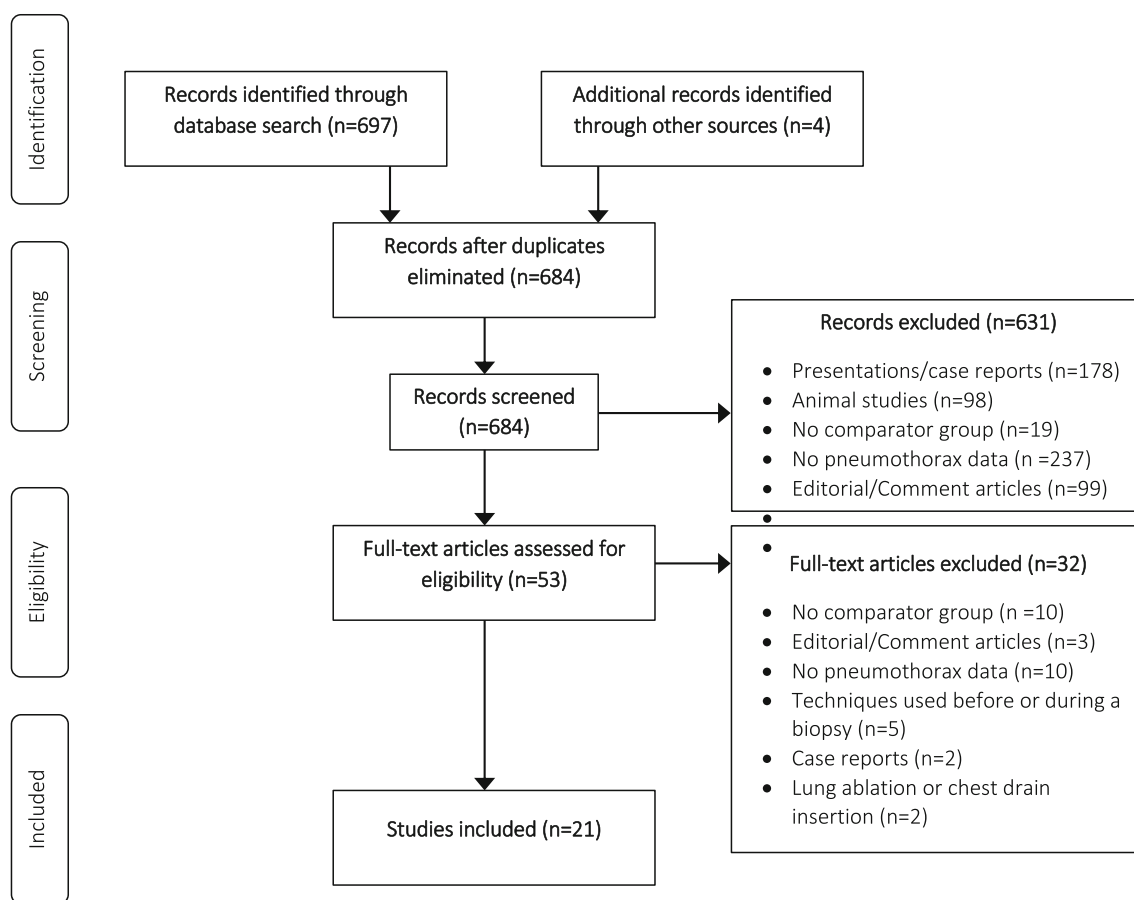 Identification
Records identified through
database search (n=697)
Additional records identified
through other sources (n=4)
Records after duplicates
eliminated (n=684)
Screening
Records screened
(n=684)
Records excluded (n=631)
• Presentations/case reports (n=178)
• Animal studies (n=98)
• No comparator group (n=19)
• No pneumothorax data (n =237)
• Editorial/Comment articles (n=99)
•
•
Eligibility
Full-text articles assessed for
eligibility (n=53)
Full-text articles excluded (n=32)
• No comparator group (n =10)
• Editorial/Comment articles (n=3)
• No pneumothorax data (n=10)
• Techniques used before or during a
biopsy (n=5)
• Case reports (n=2)
• Lung ablation or chest drain
insertion (n=2)
Included
Studies included (n=21)